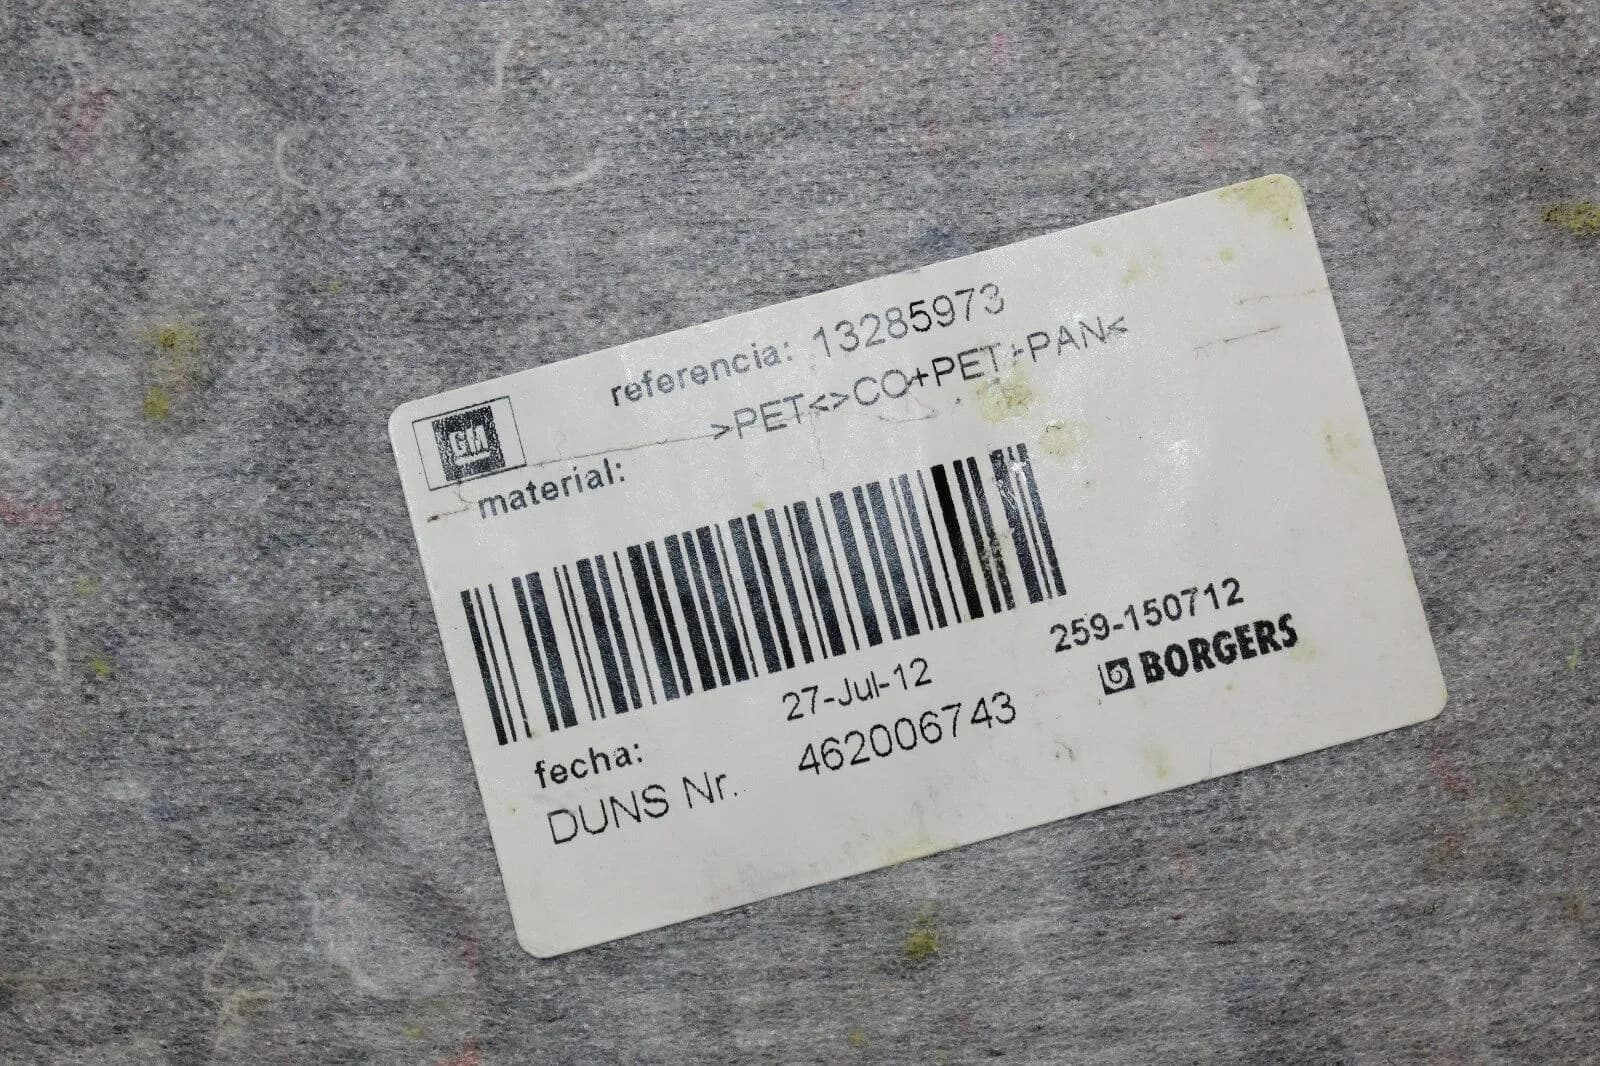 referencia: 13285973
GM
material: >PET<>CO+PET+PAN<
259-150712
BORGERS
fecha: 27-Jul-12
DUNS Nr. 462006743